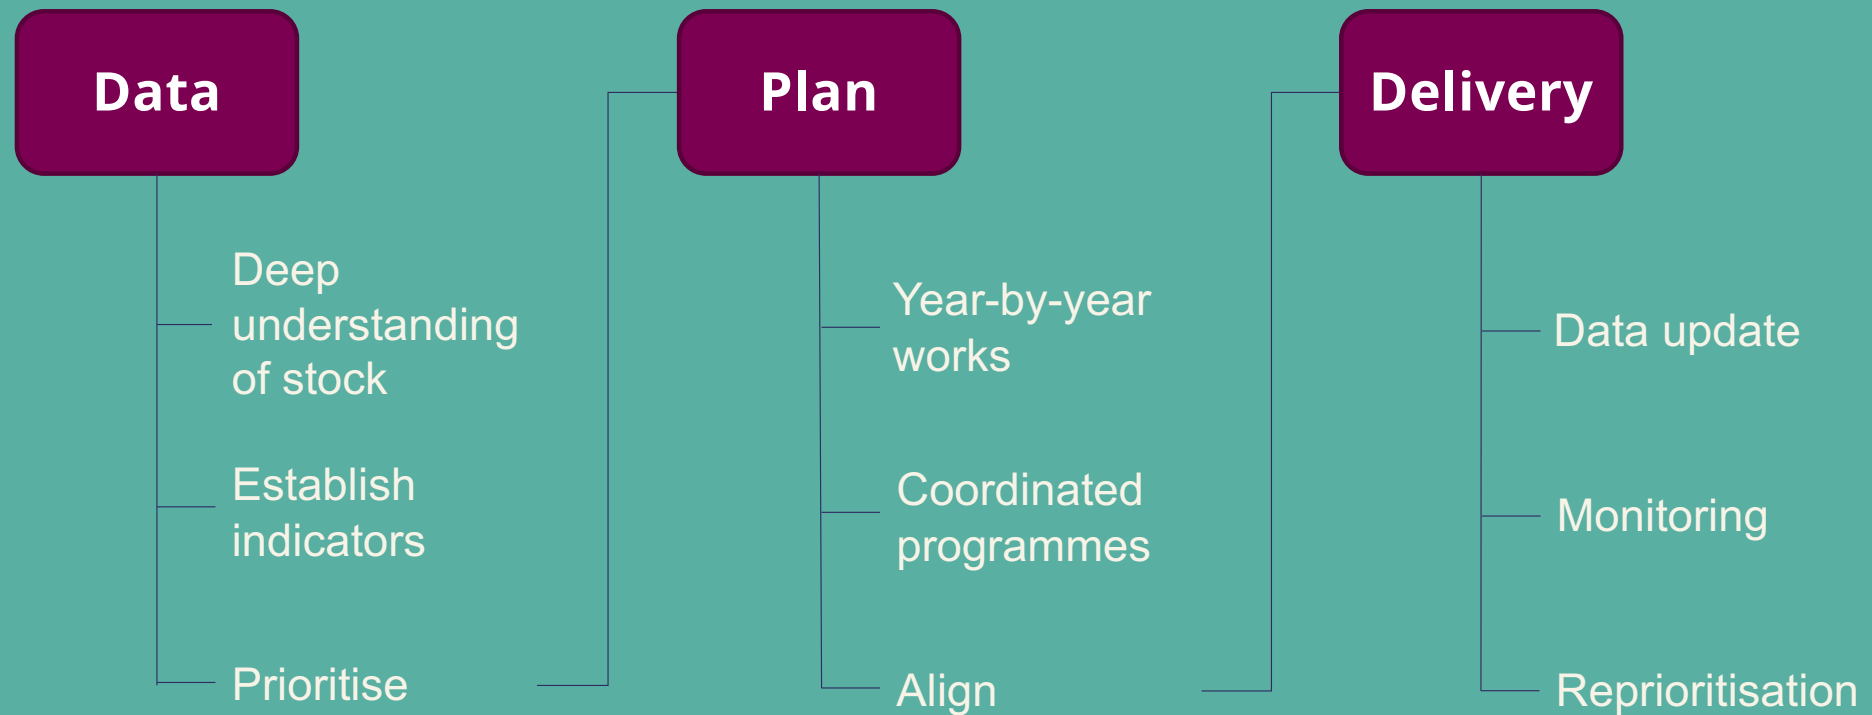 Data
Deep
understanding
of stock
Establish
indicators
Prioritise
Plan
Year-by-year
works
Coordinated
programmes
Align
Delivery
Data update
Monitoring
Reprioritisation